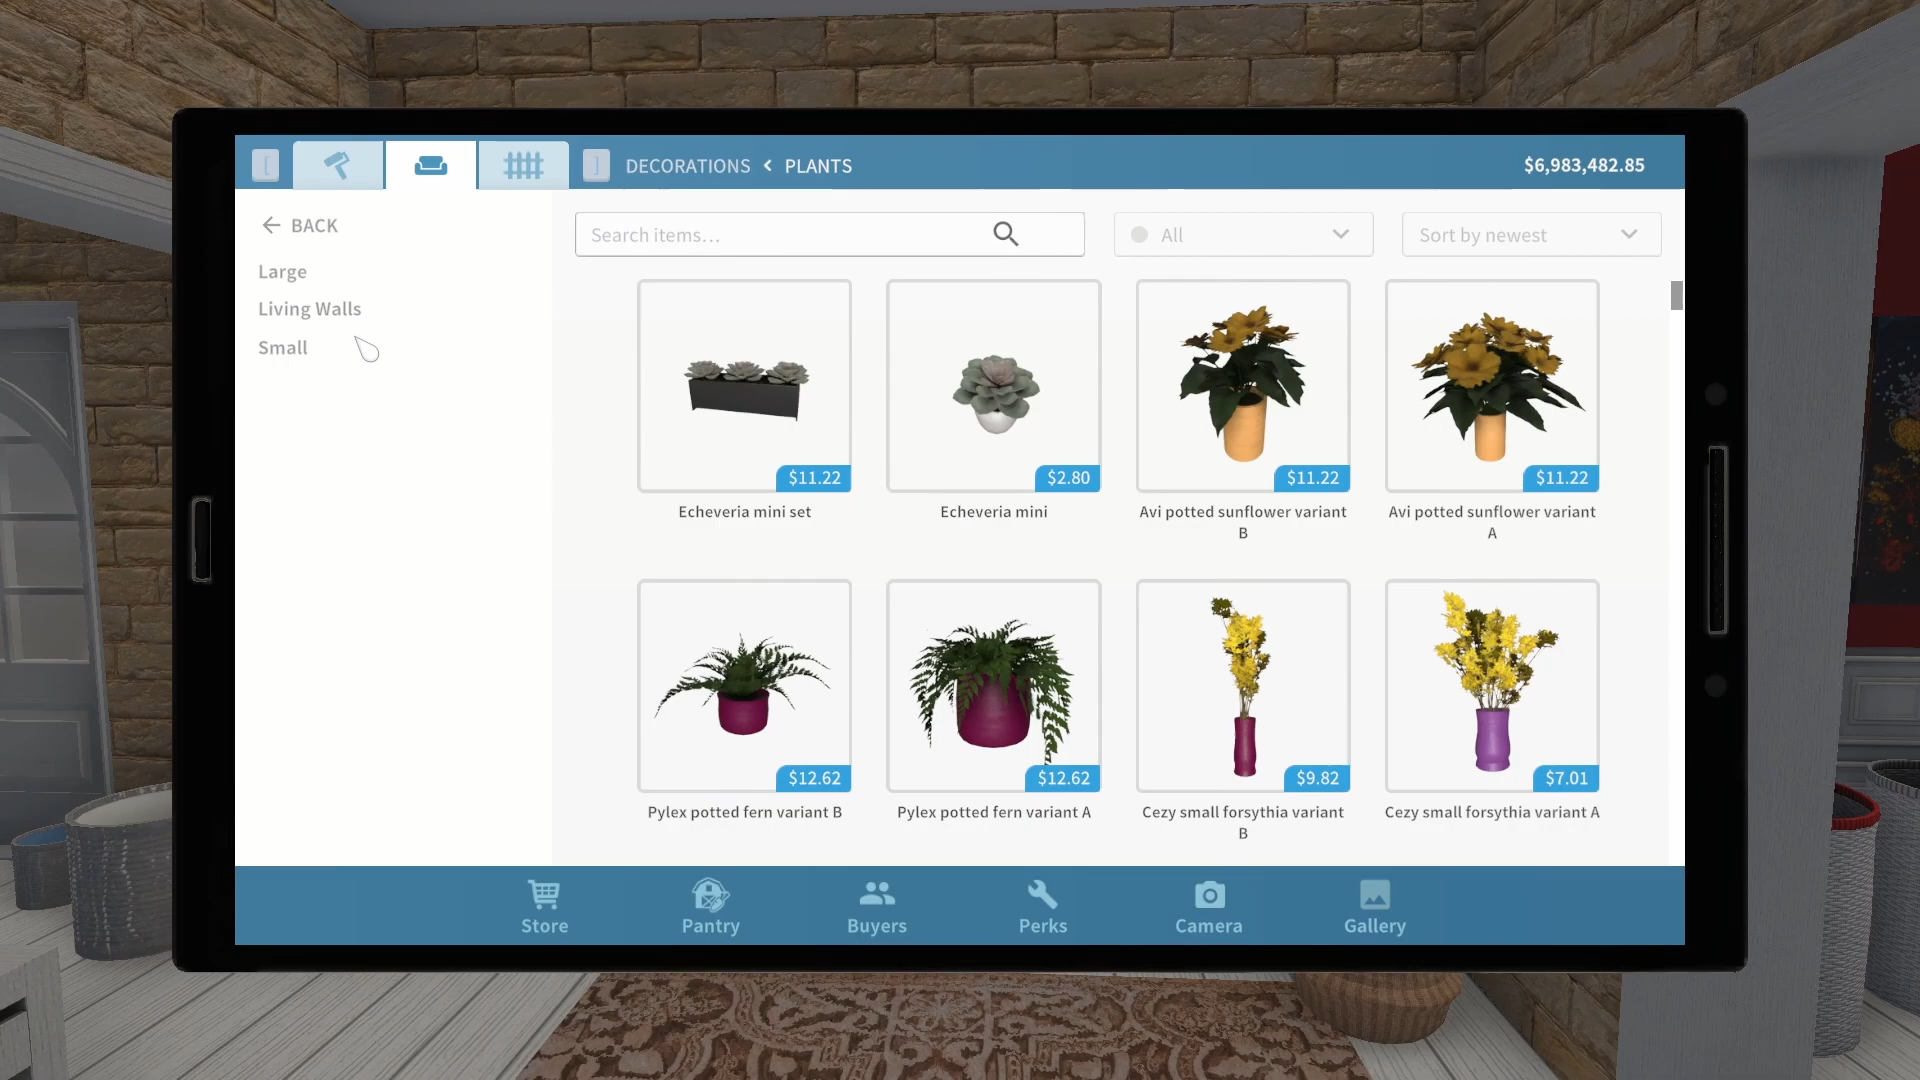 [
]
DECORATIONS < PLANTS
$6,983,482.85
BACK
Large
Living Walls
Small
Search items...
All
Sort by newest
$11.22
$2.80
$11.22
$11.22
Echeveria mini set
Echeveria mini
Avi potted sunflower variant
B
Avi potted sunflower variant
A
$12.62
$12.62
$9.82
$7.01
Pylex potted fern variant B
Pylex potted fern variant A
Cezy small forsythia variant
B
Cezy small forsythia variant A
Store
Pantry
Buyers
Perks
Camera
Gallery